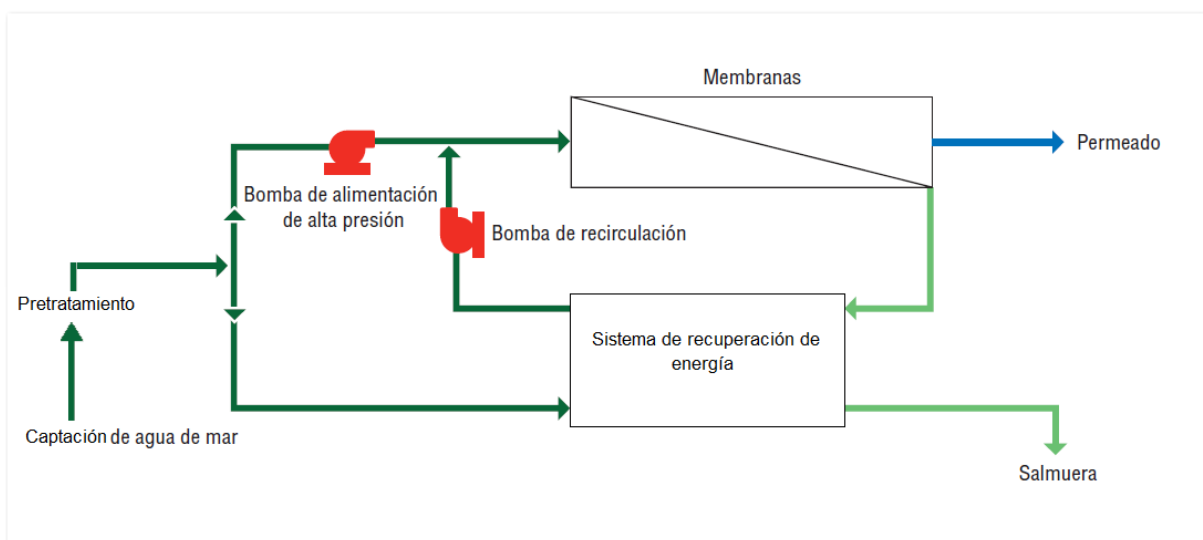 Membranas
Permeado
Bomba de alimentación
de alta presión
Bomba de recirculación
Pretratamiento
Sistema de recuperación de
energía
Captación de agua de mar
Salmuera